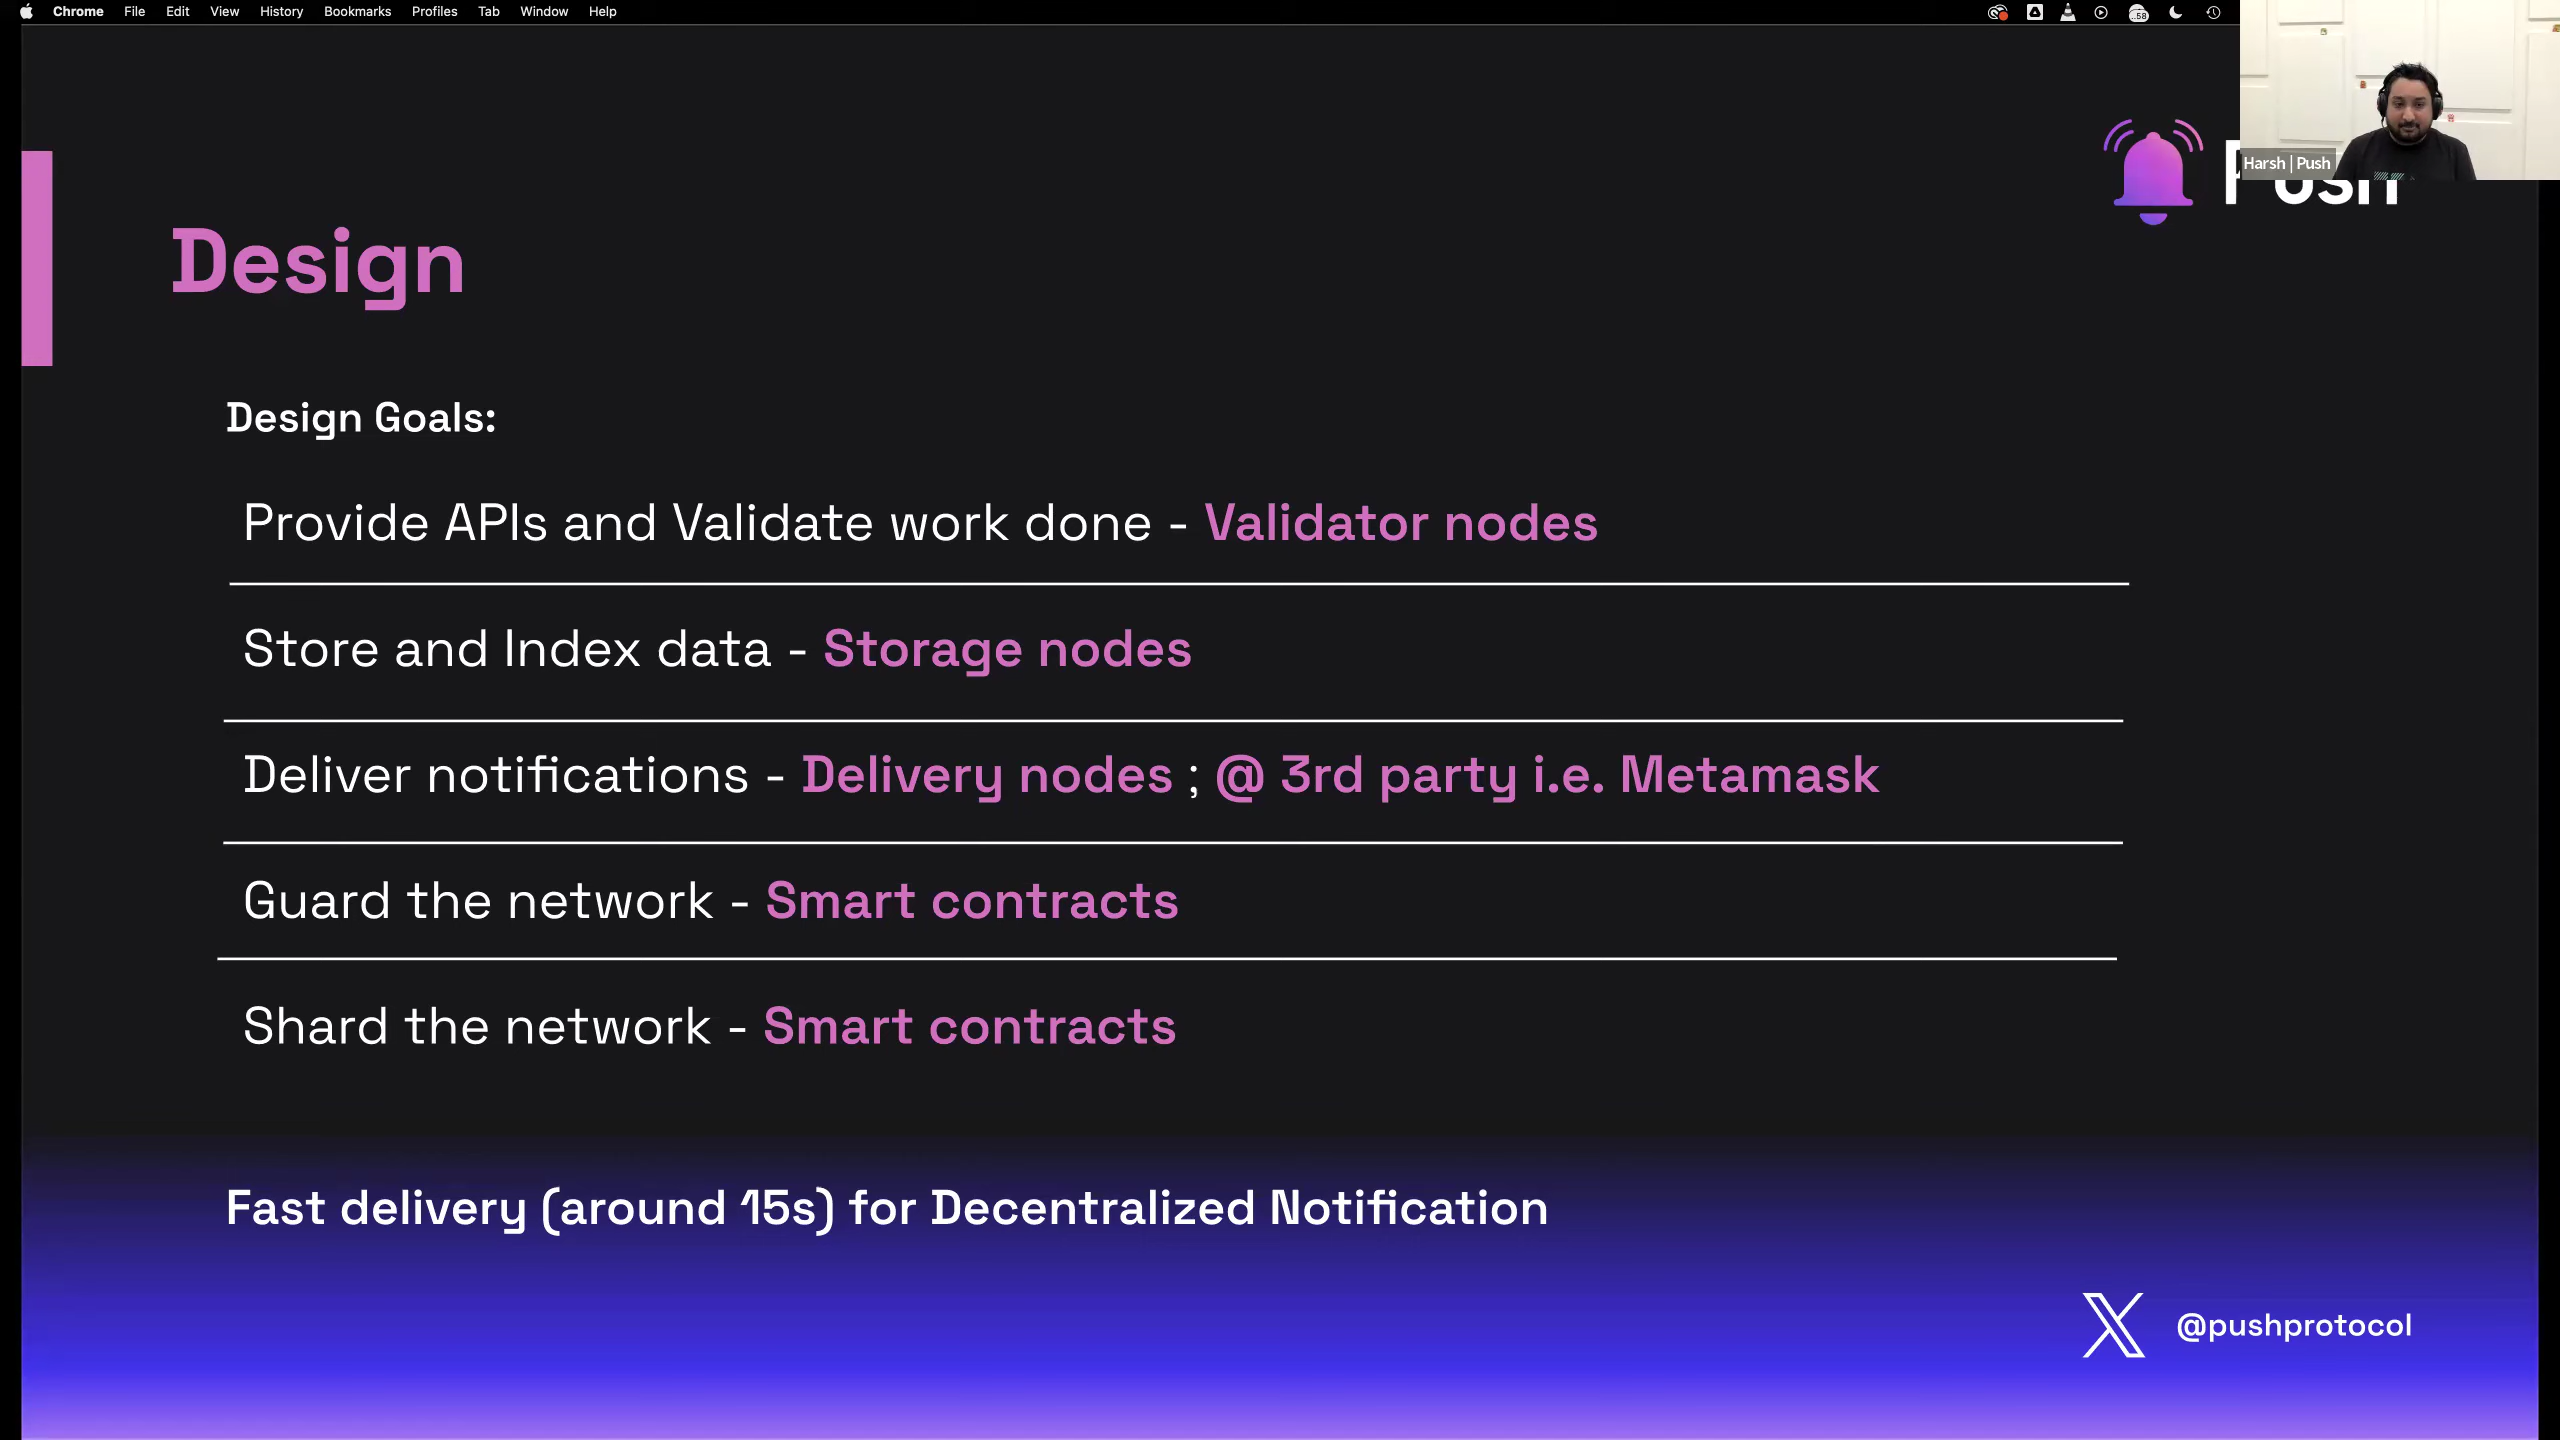 Chrome File Edit View History Bookmarks Profiles Tab Window Help
Harsh | Push
Push
Design
Design Goals:
Provide APIs and Validate work done - Validator nodes
Store and Index data - Storage nodes
Deliver notifications - Delivery nodes ; @ 3rd party i.e. Metamask
Guard the network - Smart contracts
Shard the network - Smart contracts
Fast delivery (around 15s) for Decentralized Notification
@pushprotocol